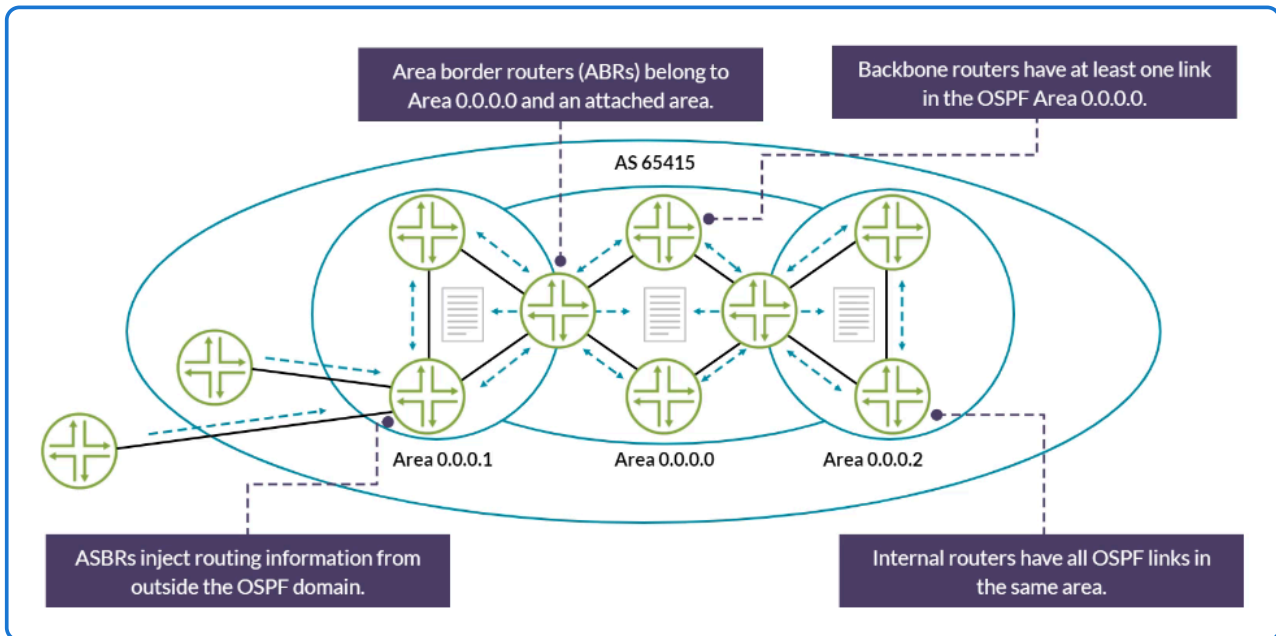 Area border routers (ABRs) belong to
Area 0.0.0.0 and an attached area.
Backbone routers have at least one link
in the OSPF Area 0.0.0.0.
AS 65415
Area 0.0.0.1
Area 0.0.0.0
Area 0.0.0.2
ASBRs inject routing information from
outside the OSPF domain.
Internal routers have all OSPF links in
the same area.